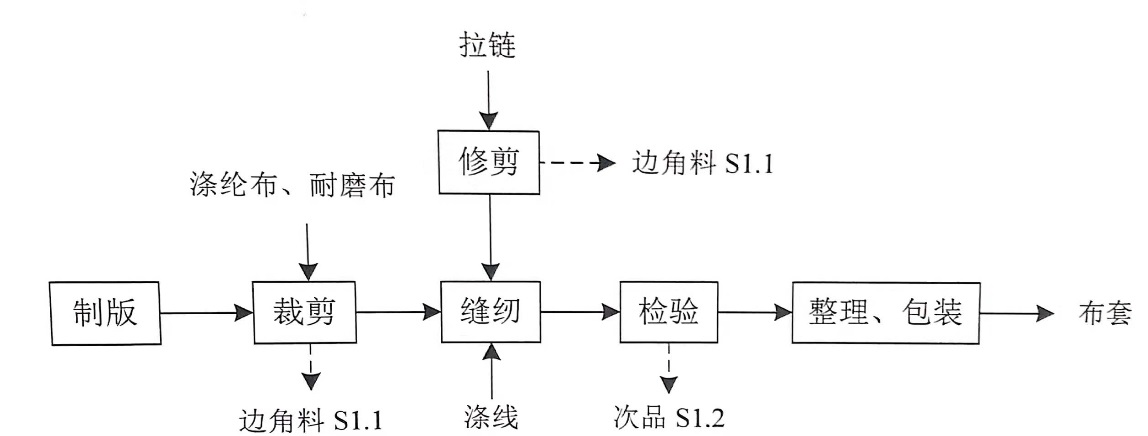 拉链
修剪
边角料 S1.1
涤纶布、耐磨布
制版
裁剪
缝纫
检验
整理、包装
布套
边角料 S1.1
涤线
次品 S1.2